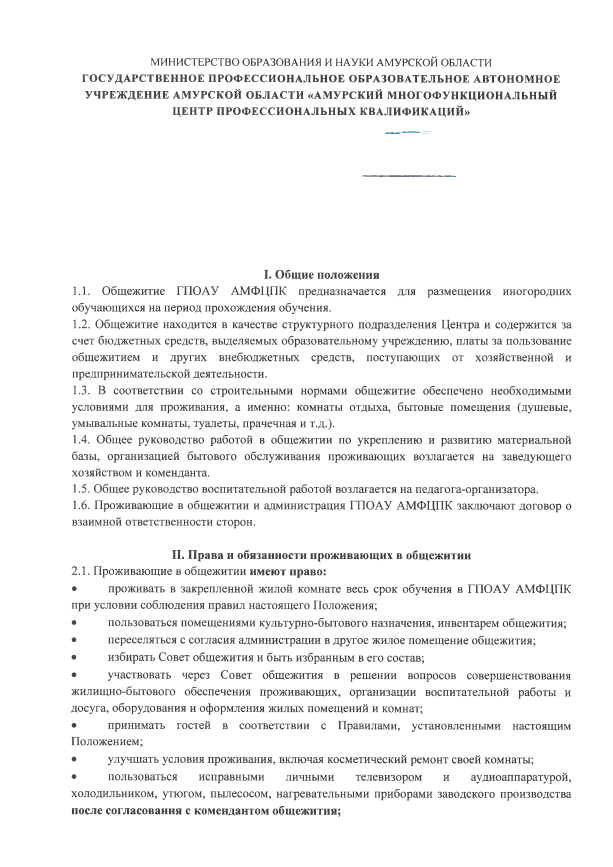 МИНИСТЕРСТВО ОБРАЗОВАНИЯ И НАУКИ АМУРСКОЙ ОБЛАСТИ
ГОСУДАРСТВЕННОЕ ПРОФЕССИОНАЛЬНОЕ ОБРАЗОВАТЕЛЬНОЕ АВТОНОМНОЕ
УЧРЕЖДЕНИЕ АМУРСКОЙ ОБЛАСТИ «АМУРСКИЙ МНОГОФУНКЦИОНАЛЬНЫЙ
ЦЕНТР ПРОФЕССИОНАЛЬНЫХ КВАЛИФИКАЦИЙ»
I. Общие положения
1.1. Общежитие ГПОАУ АМФЦПК предназначается для размещения иногородних
обучающихся на период прохождения обучения.
1.2. Общежитие находится в качестве структурного подразделения Центра и содержится за
счет бюджетных средств, выделяемых образовательному учреждению, платы за пользование
общежитием и других внебюджетных средств, поступающих от хозяйственной и
предпринимательской деятельности.
1.3. В соответствии со строительными нормами общежитие обеспечено необходимыми
условиями для проживания, а именно: комнаты отдыха, бытовые помещения (душевые,
умывальные комнаты, туалеты, прачечная и т.д.).
1.4. Общее руководство работой в общежитии по укреплению и развитию материальной
базы, организацией бытового обслуживания проживающих возлагается на заведующего
хозяйством и коменданта.
1.5. Общее руководство воспитательной работой возлагается на педагога-организатора.
1.6. Проживающие в общежитии и администрация ГПОАУ АМФЦПК заключают договор о
взаимной ответственности сторон.
II. Права и обязанности проживающих в общежитии
2.1. Проживающие в общежитии имеют право:
• проживать в закрепленной жилой комнате весь срок обучения в ГПОАУ АМФЦПК
при условии соблюдения правил настоящего Положения;
• пользоваться помещениями культурно-бытового назначения, инвентарем общежития;
• переселяться с согласия администрации в другое жилое помещение общежития;
• избирать Совет общежития и быть избранным в его состав;
• участвовать через Совет общежития в решении вопросов совершенствования
жилищно-бытового обеспечения проживающих, организации воспитательной работы и
досуга, оборудования и оформления жилых помещений и комнат;
• принимать гостей в соответствии с Правилами, установленными настоящим
Положением;
• улучшать условия проживания, включая косметический ремонт своей комнаты;
• пользоваться исправными личными телевизором и аудиоаппаратурой,
холодильником, утюгом, пылесосом, нагревательными приборами заводского производства
после согласования с комендантом общежития;